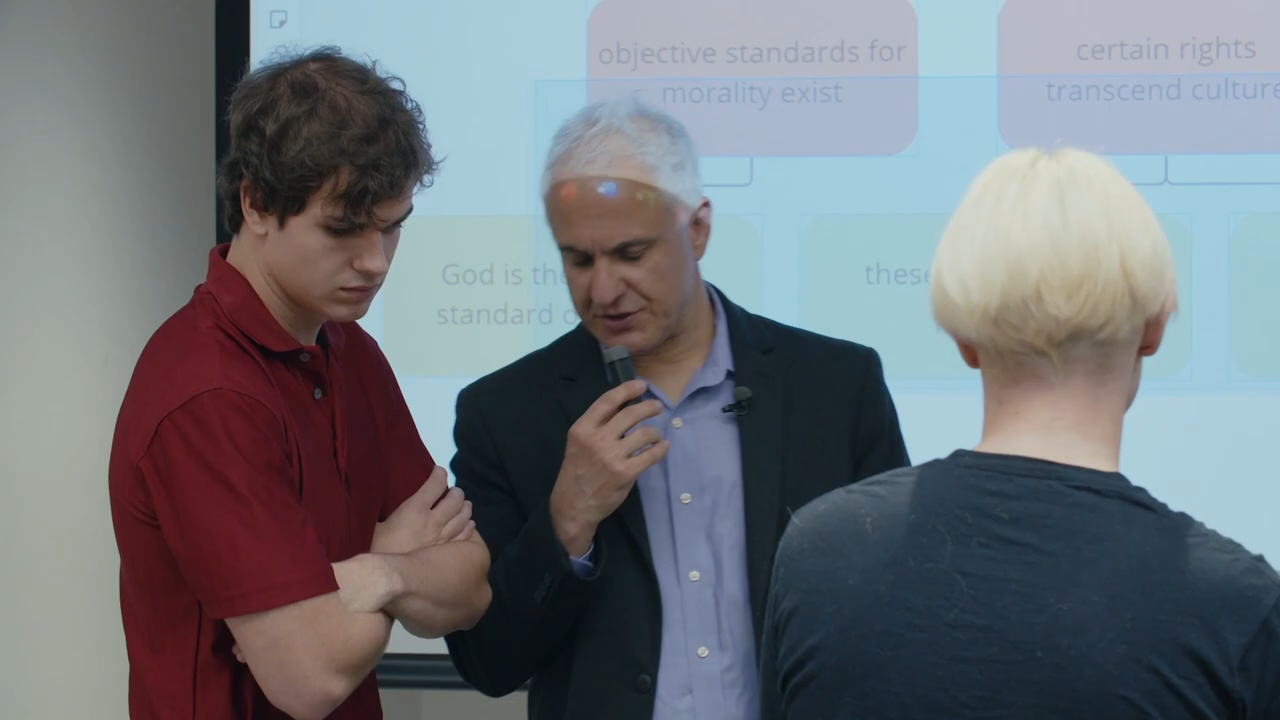 objective standards for
morality exist
certain rights
transcend culture
God is the
standard
these